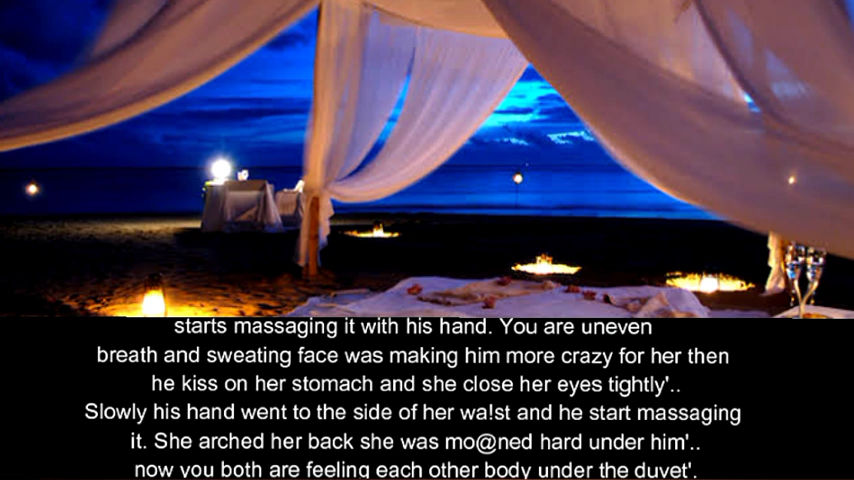 starts massaging it with his hand. You are uneven
breath and sweating face was making him more crazy for her then
he kiss on her stomach and she close her eyes tightly'..
Slowly his hand went to the side of her wa!st and he start massaging
it. She arched her back she was mo@ned hard under him'..
now you both are feeling each other body under the duvet'.